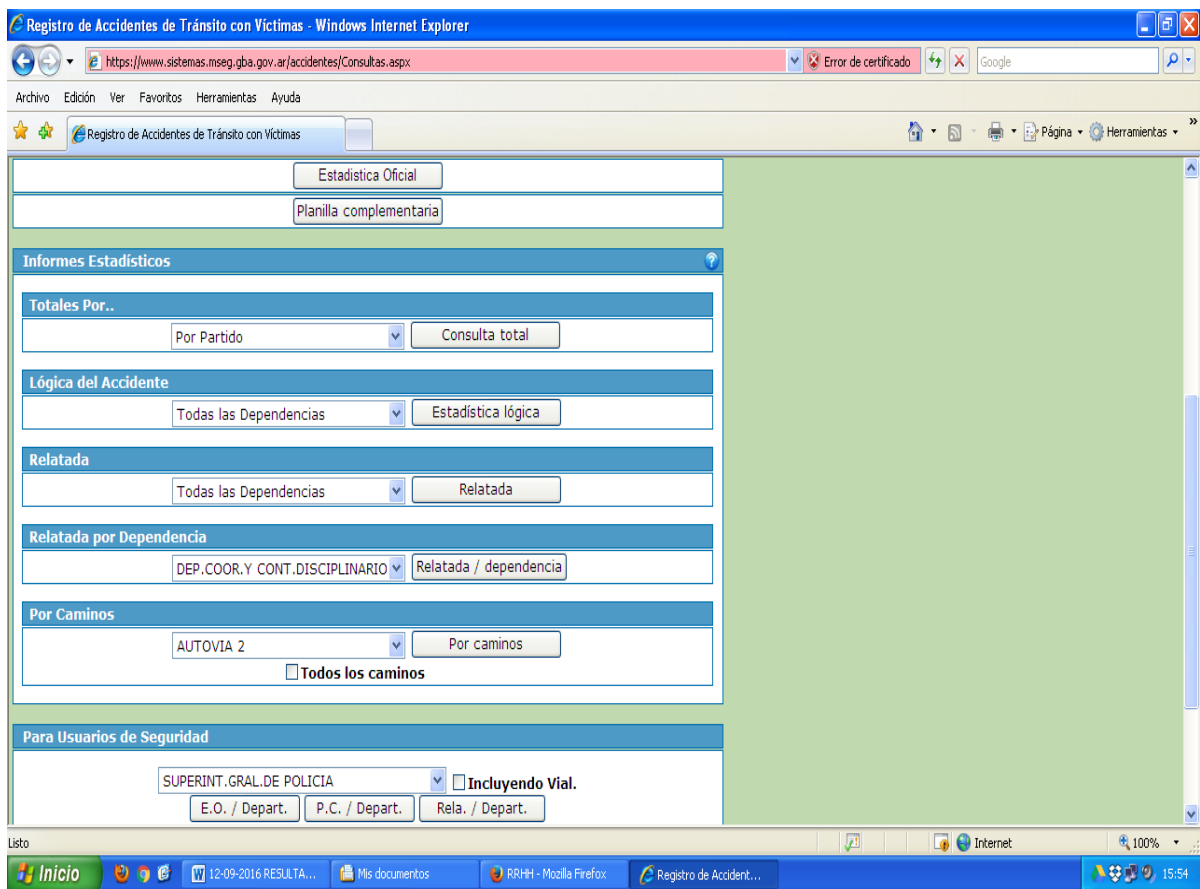 Registro de Accidentes de Tránsito con Víctimas - Windows Internet Explorer
https://www.sistemas.mseg.gba.gov.ar/accidentes/Consultas.aspx Error de certificado Google
Archivo Edición Ver Favoritos Herramientas Ayuda
Registro de Accidentes de Tránsito con Víctimas Página Herramientas »
Estadistica Oficial
Planilla complementaria
Informes Estadísticos ?
Totales Por..
Por Partido Consulta total
Lógica del Accidente
Todas las Dependencias Estadística lógica
Relatada
Todas las Dependencias Relatada
Relatada por Dependencia
DEP.COOR.Y CONT.DISCIPLINARIO Relatada / dependencia
Por Caminos
AUTOVIA 2 Por caminos
Todos los caminos
Para Usuarios de Seguridad
SUPERINT.GRAL.DE POLICIA Incluyendo Vial.
E.O. / Depart. P.C. / Depart. Rela. / Depart.
Listo Internet 100%
Inicio 12-09-2016 RESULTA... Mis documentos RRHH - Mozilla Firefox Registro de Accident... 15:54